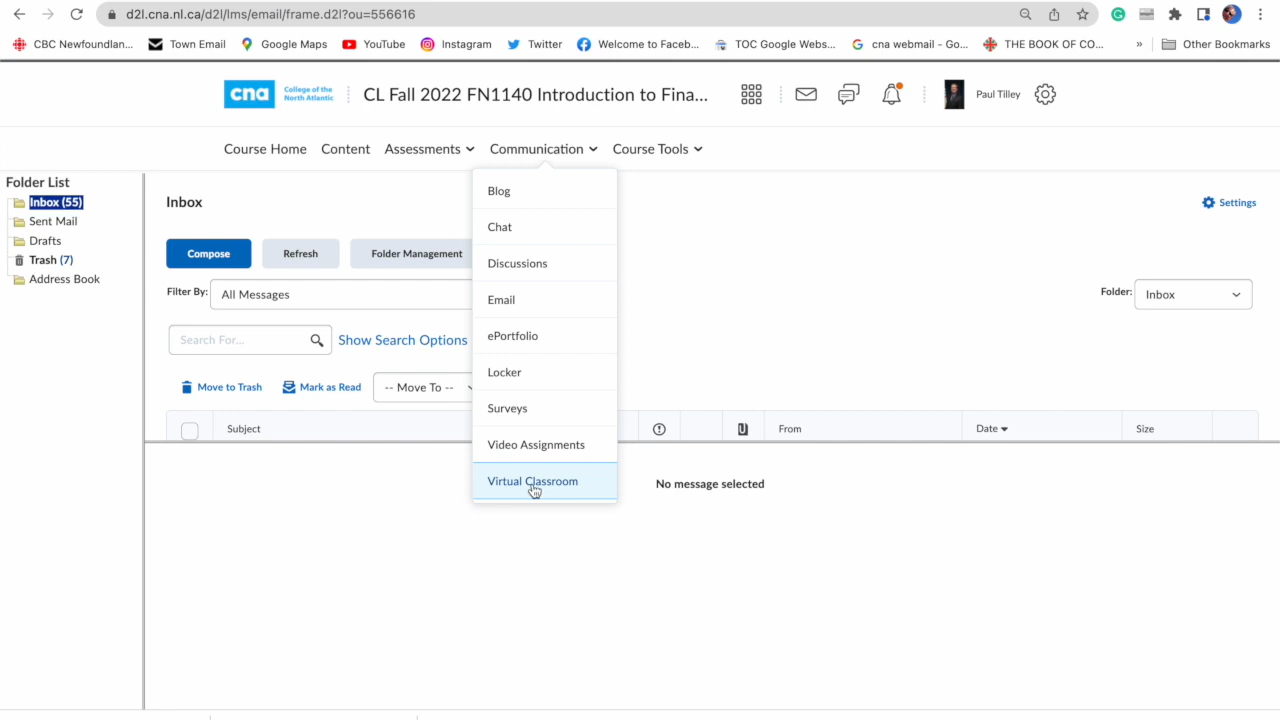 d2l.cna.nl.ca/d2l/lms/email/frame.d2l?ou=556616
CBC Newfoundlan... Town Email Google Maps YouTube Instagram Twitter Welcome to Faceb... TOC Google Webs... cna webmail - Go... THE BOOK OF CO... » Other Bookmarks
cna College of the North Atlantic CL Fall 2022 FN1140 Introduction to Fina... Paul Tilley
Course Home Content Assessments Communication Course Tools
Folder List
Inbox (55)
Sent Mail
Drafts
Trash (7)
Address Book
Inbox
Settings
Compose Refresh Folder Management
Filter By: All Messages
Folder: Inbox
Search For... Show Search Options
Move to Trash Mark as Read -- Move To --
Subject From Date Size
Blog
Chat
Discussions
Email
ePortfolio
Locker
Surveys
Video Assignments
Virtual Classroom
No message selected